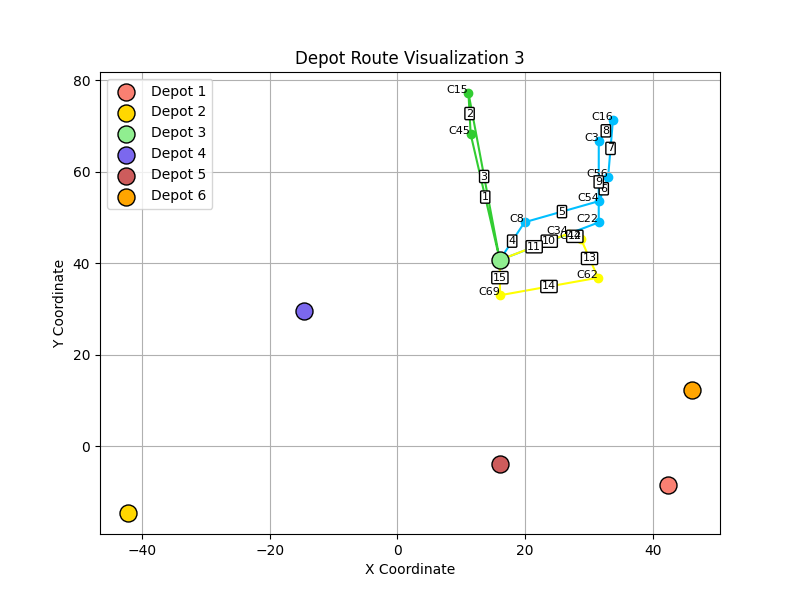 Depot Route Visualization 3
Depot 1
Depot 2
Depot 3
Depot 4
Depot 5
Depot 6
80
60
40
20
0
Y Coordinate
−40
−20
0
20
40
X Coordinate
C15
2
C45
3
1
C16
8
C3
7
C56
9
6
C54
C8
5
C22
4
C34
10
11
12
13
15
C62
14
C69